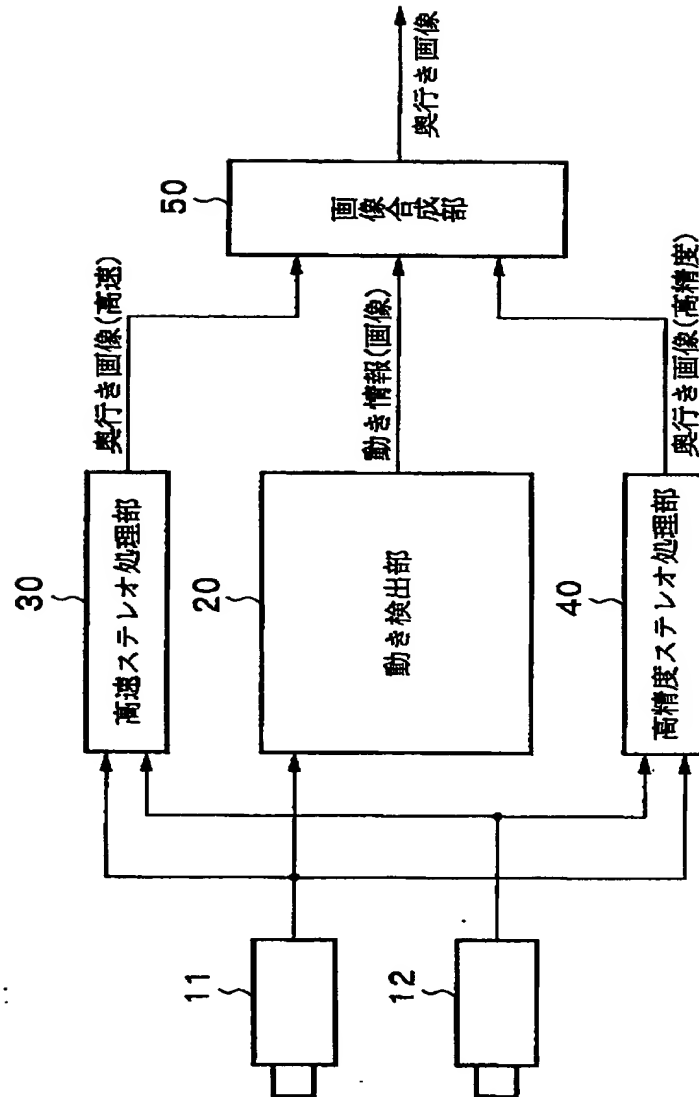 11
12
30
高速ステレオ処理部
20
動き検出部
40
高精度ステレオ処理部
奥行き画像(高速)
動き情報(画像)
奥行き画像(高精度)
50
画像合成部
奥行き画像